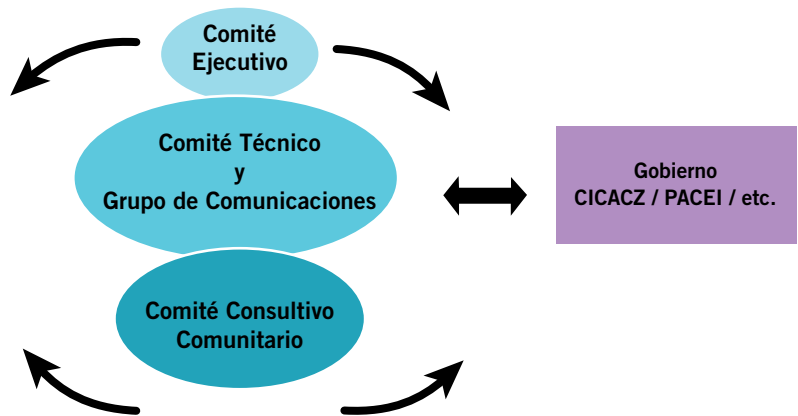 Comité
Ejecutivo
Comité Técnico
y
Grupo de Comunicaciones
Gobierno
CICACZ / PACEI / etc.
Comité Consultivo
Comunitario